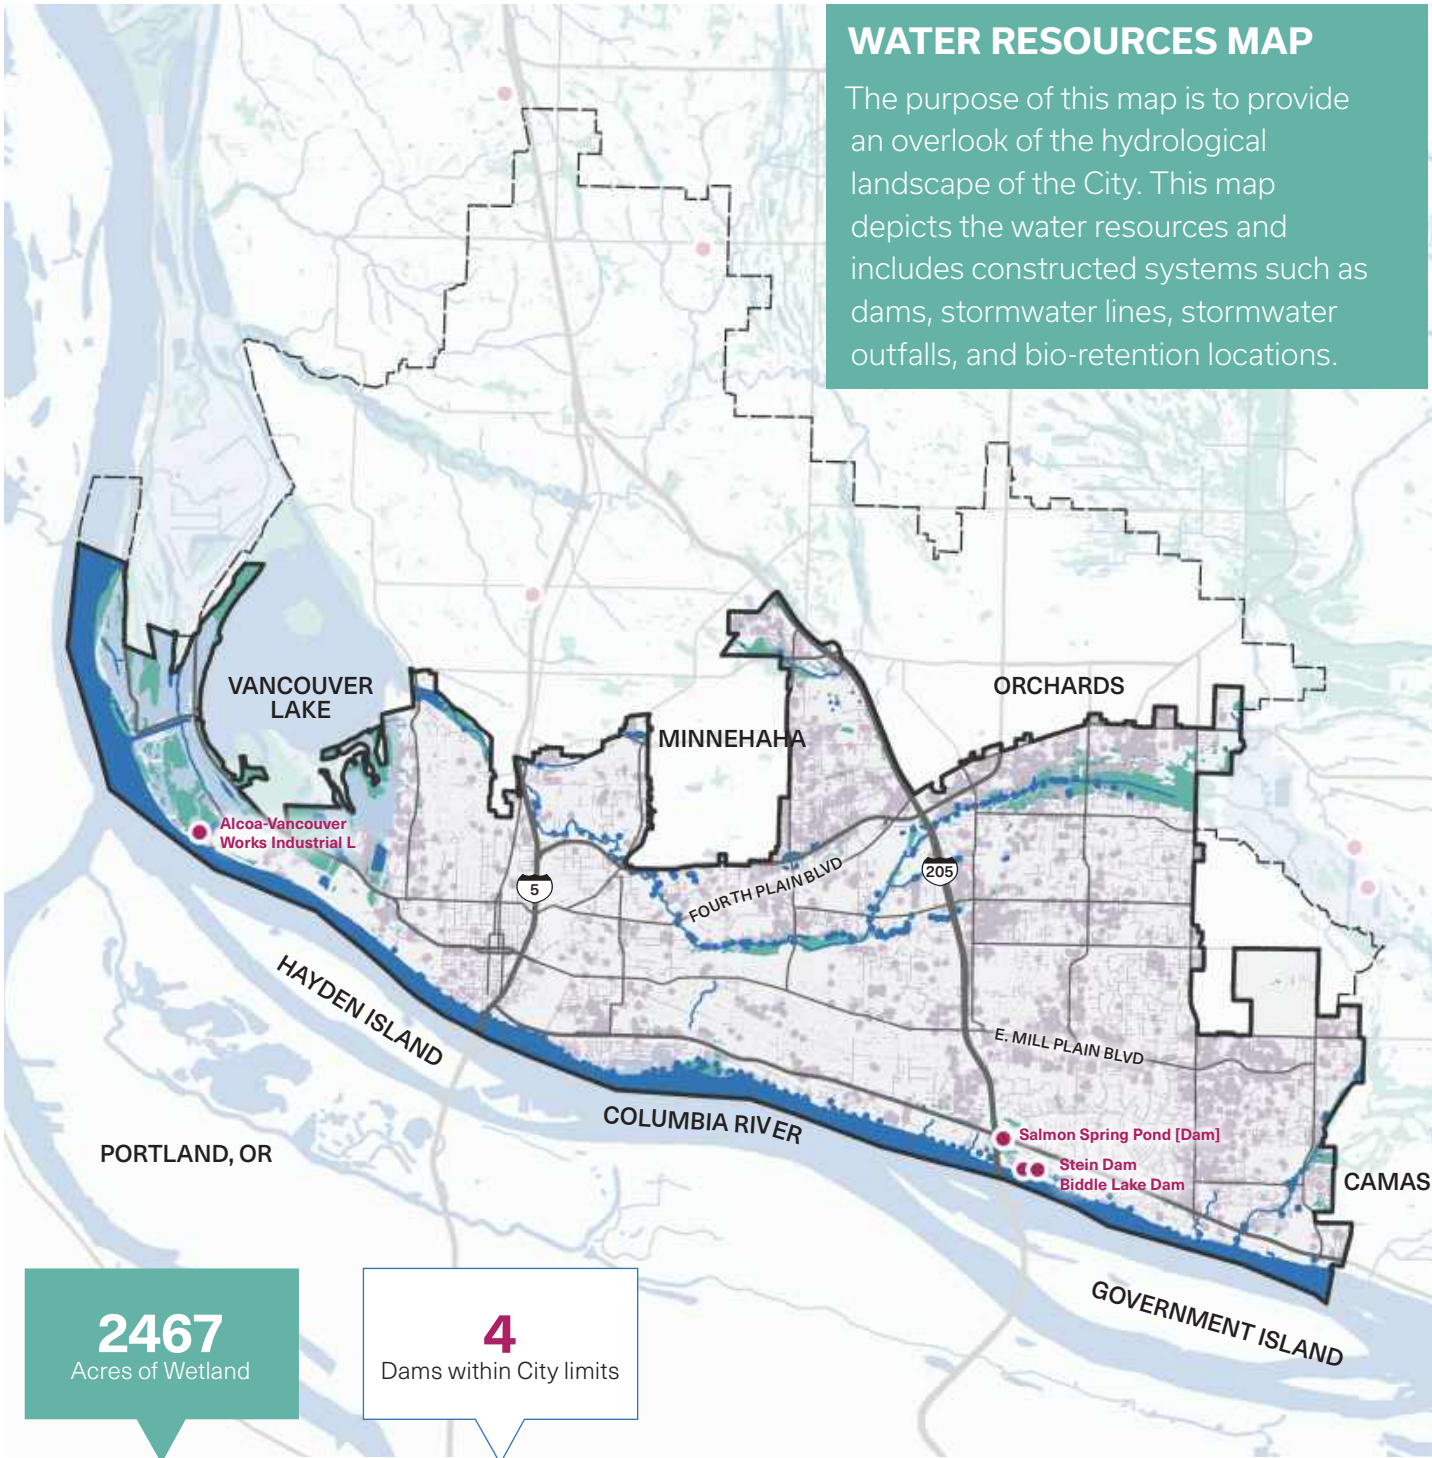 WATER RESOURCES MAP
The purpose of this map is to provide
an overlook of the hydrological
landscape of the City. This map
depicts the water resources and
includes constructed systems such as
dams, stormwater lines, stormwater
outfalls, and bio-retention locations.
VANCOUVER
LAKE
MINNEHAHA
ORCHARDS
Alcoa-Vancouver
Works Industrial L
5
FOURTH PLAIN BLVD
205
HAYDEN ISLAND
E. MILL PLAIN BLVD
COLUMBIA RIVER
PORTLAND, OR
Salmon Spring Pond [Dam]
Stein Dam
Biddle Lake Dam
CAMAS
GOVERNMENT ISLAND
2467
Acres of Wetland
4
Dams within City limits